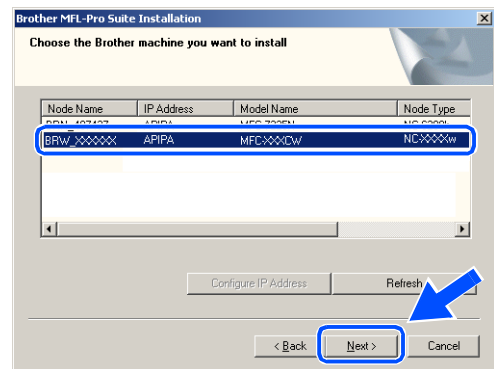 Brother MFL-Pro Suite Installation
Choose the Brother machine you want to install
Node Name IP Address Model Name Node Type
APIPA
BRW_XXXXXX APIPA MFC-XXXCW NC-XXXXw
Configure IP Address Refresh
< Back Next > Cancel